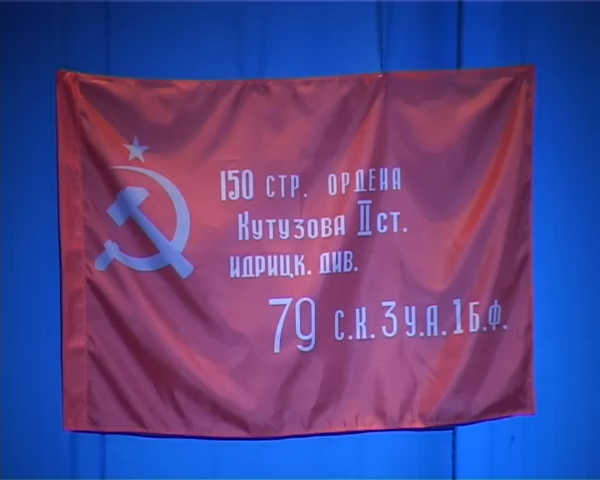 150 СТР. ОРДЕНА
КУТУЗОВА II СТ.
ИДРИЦК. ДИВ.
79 С.К. 3 У.А. 1 Б.Ф.